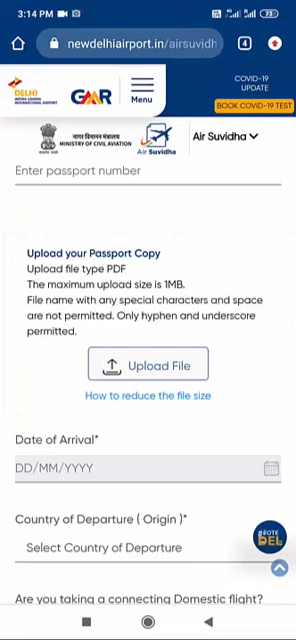 3:14 PM
73
newdelhiairport.in/airsuvidh
4
DELHI
INDIRA GANDHI
INTERNATIONAL AIRPORT
GMR
Menu
COVID-19
UPDATE
BOOK COVID-19 TEST
नागर विमानन मंत्रालय
MINISTRY OF CIVIL AVIATION
Air Suvidha
Air Suvidha
Enter passport number
Upload your Passport Copy
Upload file type PDF
The maximum upload size is 1MB.
File name with any special characters and space
are not permitted. Only hyphen and underscore
permitted.
Upload File
How to reduce the file size
Date of Arrival*
DD/MM/YYYY
Country of Departure ( Origin )*
Select Country of Departure
DEL
Are you taking a connecting Domestic flight?